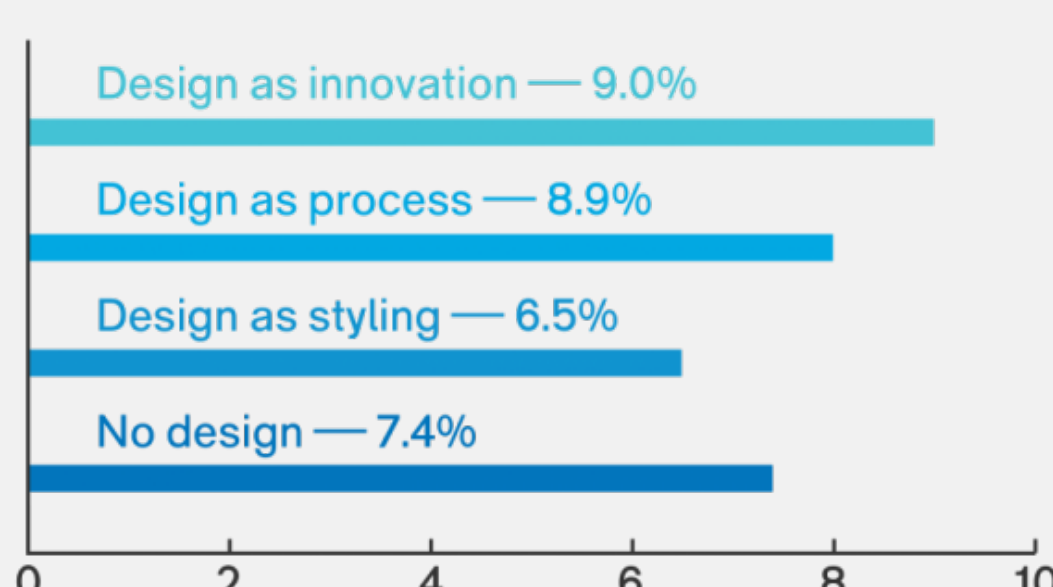 Design as innovation — 9.0%
Design as process — 8.9%
Design as styling — 6.5%
No design — 7.4%
0 2 4 6 8 10